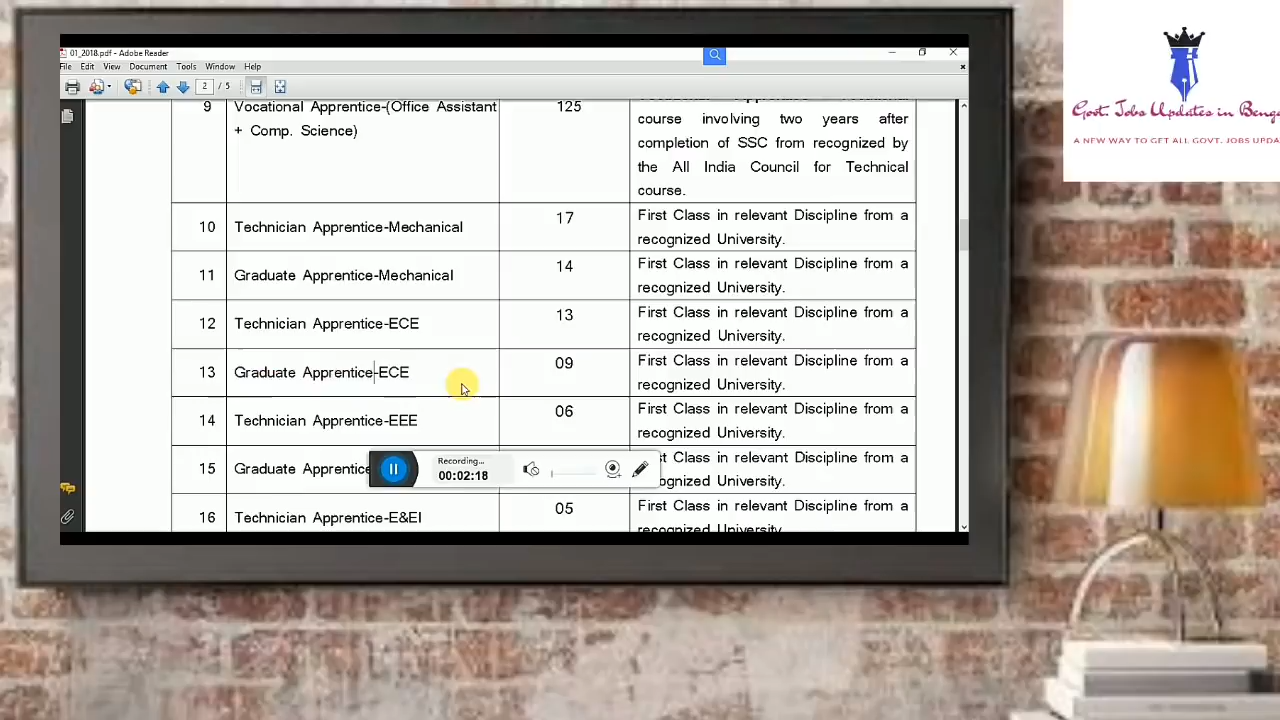 01_2018.pdf - Adobe Reader
File Edit View Document Tools Window Help
2 / 5
9 Vocational Apprentice-(Office Assistant 125
+ Comp. Science)
course involving two years after
completion of SSC from recognized by
the All India Council for Technical
course.
10 Technician Apprentice-Mechanical 17 First Class in relevant Discipline from a
recognized University.
11 Graduate Apprentice-Mechanical 14 First Class in relevant Discipline from a
recognized University.
12 Technician Apprentice-ECE 13 First Class in relevant Discipline from a
recognized University.
13 Graduate Apprentice-ECE 09 First Class in relevant Discipline from a
recognized University.
14 Technician Apprentice-EEE 06 First Class in relevant Discipline from a
recognized University.
15 Graduate Apprentice st Class in relevant Discipline from a
ognized University.
Recording...
00:02:18
16 Technician Apprentice-E&EI 05 First Class in relevant Discipline from a
recognized University.
Govt. Jobs Updates in Beng
A NEW WAY TO GET ALL GOVT. JOBS UPDA